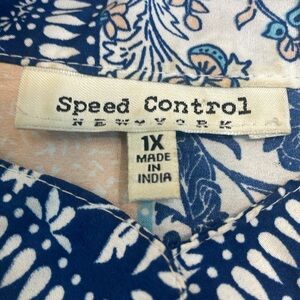 Speed Control
NEW YORK
1X
MADE
IN
INDIA